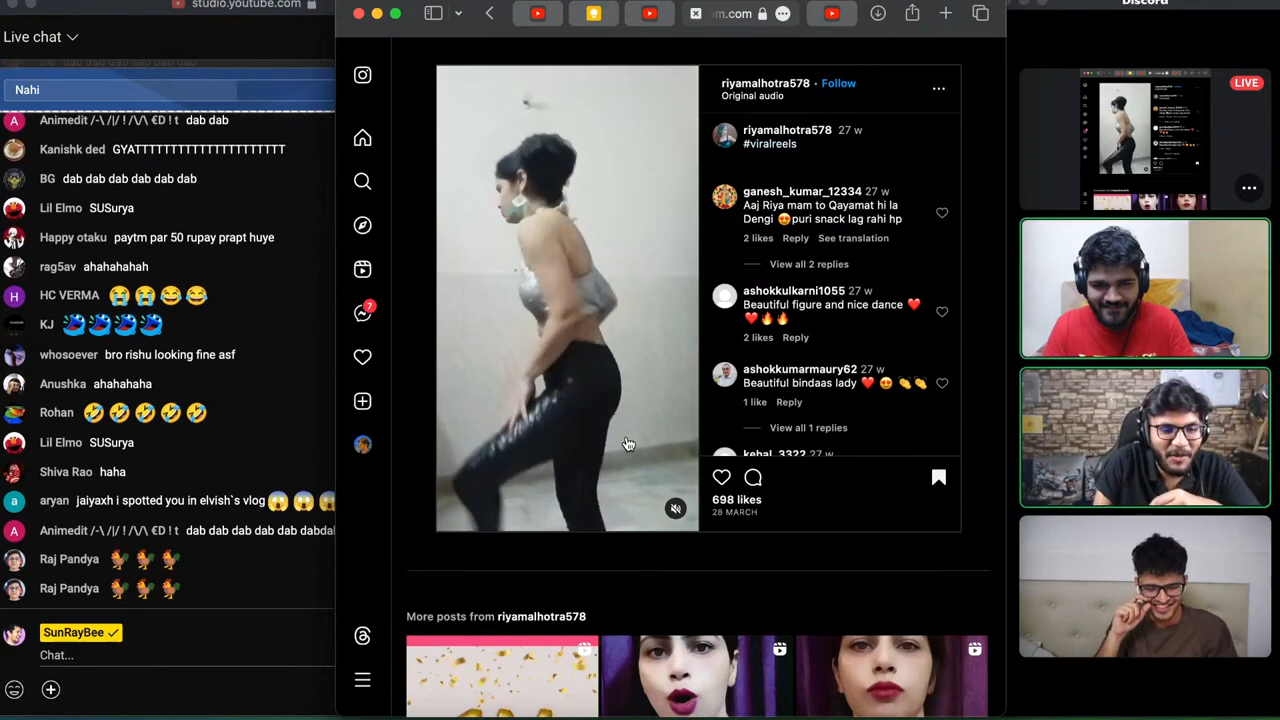 studio.youtube.com
Live chat
Nahi
Animedit /-\ /|/ ! /\/\ €D ! t dab dab
Kanishk ded GYATTTTTTTTTTTTTTTTTTTTT
BG dab dab dab dab dab dab
Lil Elmo SUSurya
Happy otaku paytm par 50 rupay prapt huye
rag5av ahahahahah
HC VERMA 😭😭😂😂
KJ
whosoever bro rishu looking fine asf
Anushka ahahahaha
Rohan 🤣🤣🤣🤣🤣
Lil Elmo SUSurya
Shiva Rao haha
aryan jaiyaxh i spotted you in elvish`s vlog😱😱😱
Animedit /-\ /|/ ! /\/\ €D ! t dab dab dab dab dab dabdal
Raj Pandya 🐓🐓🐓
Raj Pandya 🐓🐓🐓
SunRayBee ✓
Chat...
m.com
7
riyamalhotra578 · Follow
Original audio
riyamalhotra578 27 w
#viralreels
ganesh_kumar_12334 27 w
Aaj Riya mam to Qayamat hi la
Dengi 😍puri snack lag rahi hp
2 likes Reply See translation
View all 2 replies
ashokkulkarni1055 27 w
Beautiful figure and nice dance ❤️
❤️🔥🔥
2 likes Reply
ashokkumarmaury62 27 w
Beautiful bindaas lady ❤️ 😍 👏👏
1 like Reply
View all 1 replies
kehal_3322 27 w
698 likes
28 MARCH
More posts from riyamalhotra578
Discord
LIVE